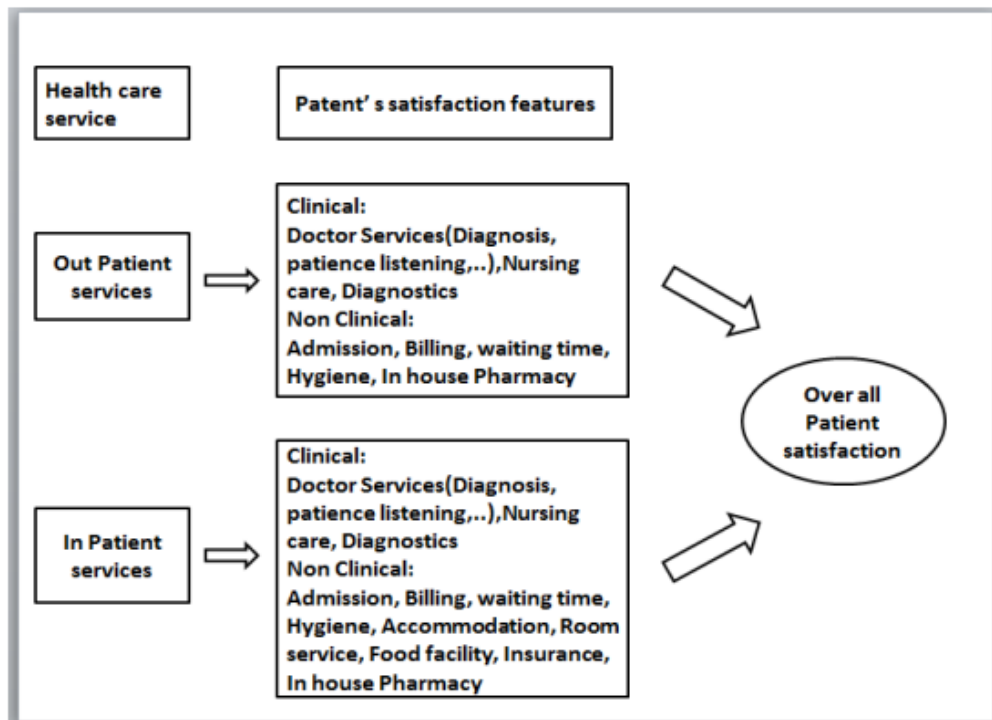 Health care
service
Patent' s satisfaction features
Out Patient
services
Clinical:
Doctor Services(Diagnosis,
patience listening,..),Nursing
care, Diagnostics
Non Clinical:
Admission, Billing, waiting time,
Hygiene, In house Pharmacy
In Patient
services
Clinical:
Doctor Services(Diagnosis,
patience listening,..),Nursing
care, Diagnostics
Non Clinical:
Admission, Billing, waiting time,
Hygiene, Accommodation, Room
service, Food facility, Insurance,
In house Pharmacy
Over all
Patient
satisfaction